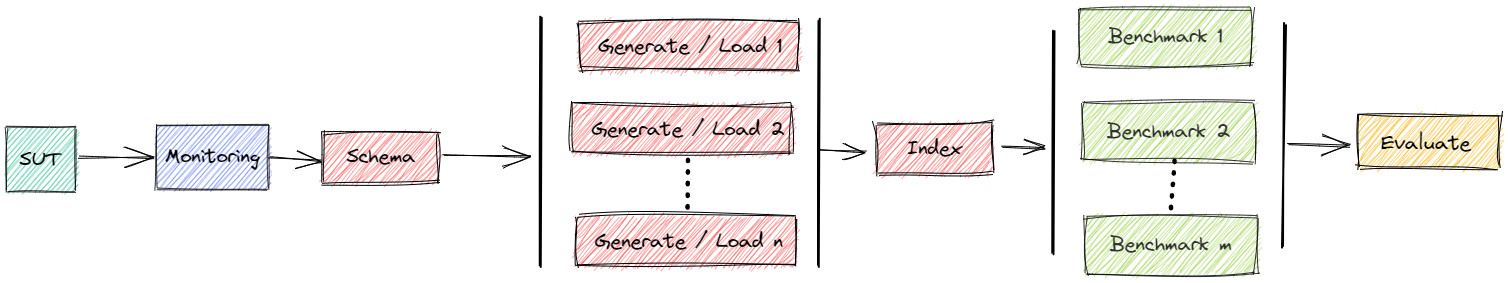 SUT
Monitoring
Schema
Generate / Load 1
Generate / Load 2
Generate / Load n
Index
Benchmark 1
Benchmark 2
Benchmark m
Evaluate